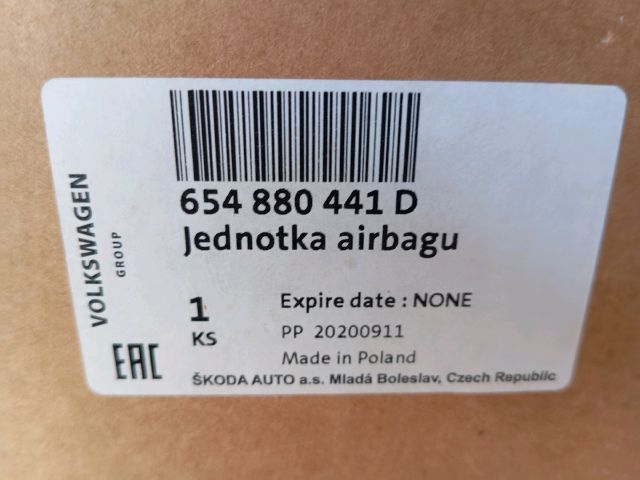 654 880 441 D
Jednotka airbagu
VOLKSWAGEN
GROUP
1
KS
Expire date : NONE
PP 20200911
Made in Poland
EAC
ŠKODA AUTO a.s. Mladá Boleslav, Czech Republic